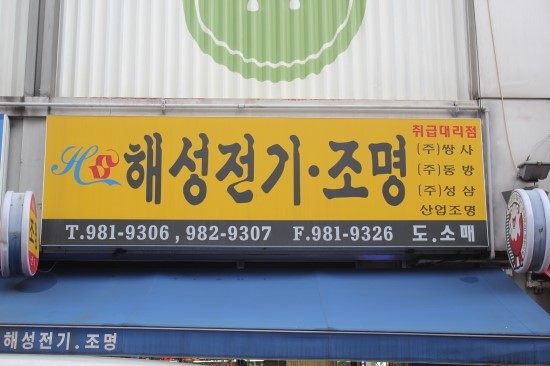 해성전기·조명
취급대리점
(주)쌍사
(주)동방
(주)성삼
산업조명
T.981-9306, 982-9307 F.981-9326 도.소매
해성전기.조명